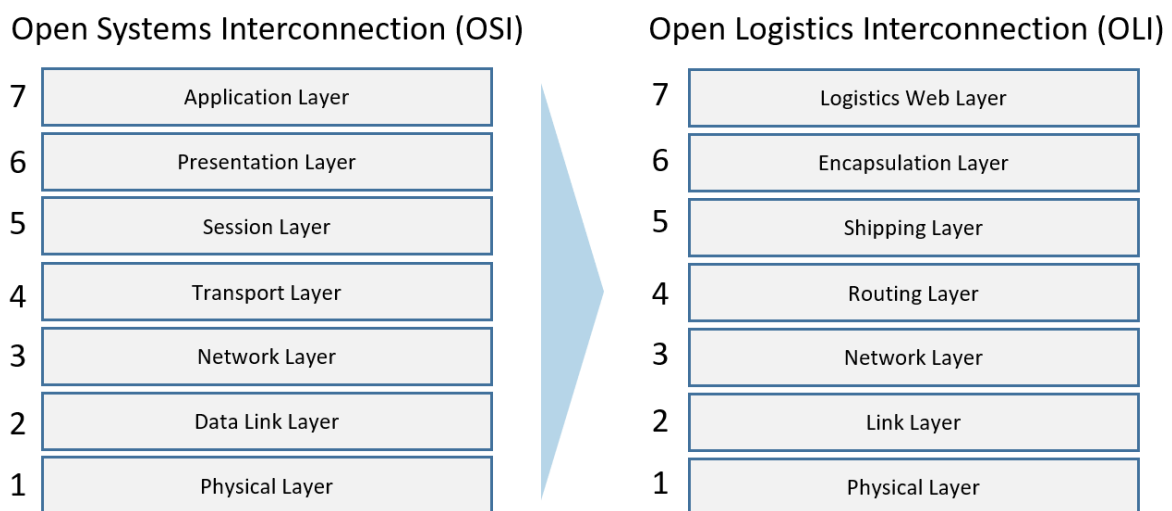 Open Systems Interconnection (OSI)
7 Application Layer
6 Presentation Layer
5 Session Layer
4 Transport Layer
3 Network Layer
2 Data Link Layer
1 Physical Layer
Open Logistics Interconnection (OLI)
7 Logistics Web Layer
6 Encapsulation Layer
5 Shipping Layer
4 Routing Layer
3 Network Layer
2 Link Layer
1 Physical Layer